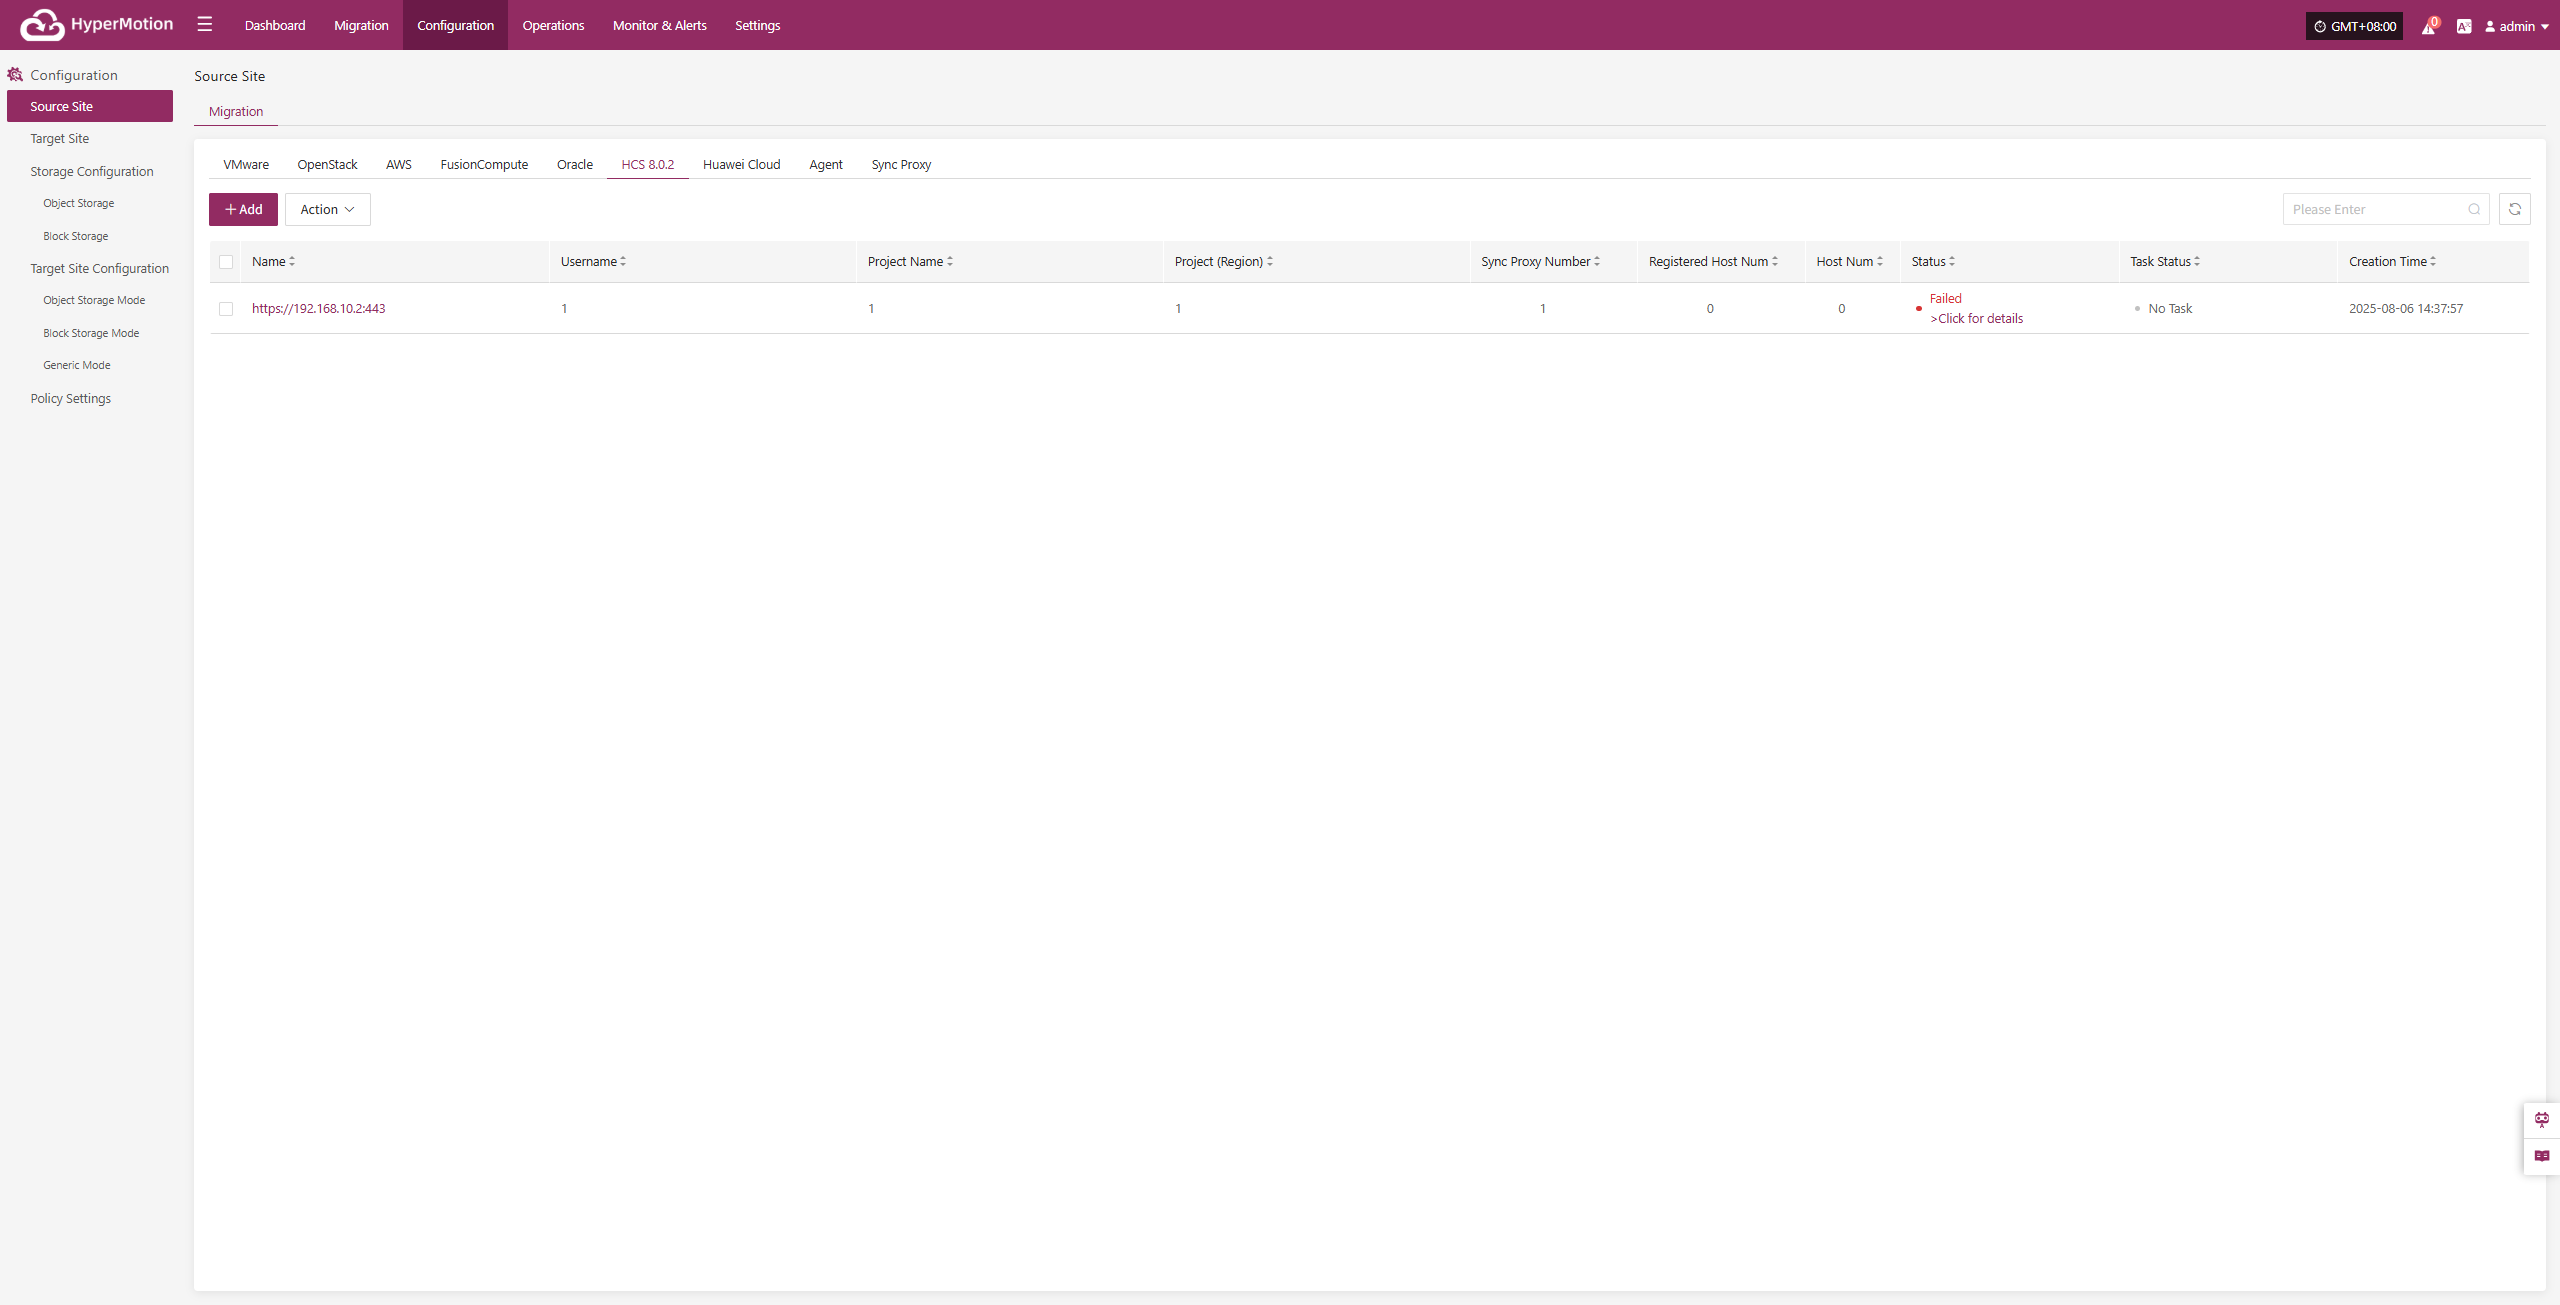 HyperMotion
Dashboard
Migration
Configuration
Operations
Monitor & Alerts
Settings
GMT+08:00
0
admin
Configuration
Source Site
Target Site
Storage Configuration
Object Storage
Block Storage
Target Site Configuration
Object Storage Mode
Block Storage Mode
Generic Mode
Policy Settings
Source Site
Migration
VMware
OpenStack
AWS
FusionCompute
Oracle
HCS 8.0.2
Huawei Cloud
Agent
Sync Proxy
Add
Action
Please Enter
Name
Username
Project Name
Project (Region)
Sync Proxy Number
Registered Host Num
Host Num
Status
Task Status
Creation Time
https://192.168.10.2:443
1
1
1
1
0
0
Failed
>Click for details
No Task
2025-08-06 14:37:57